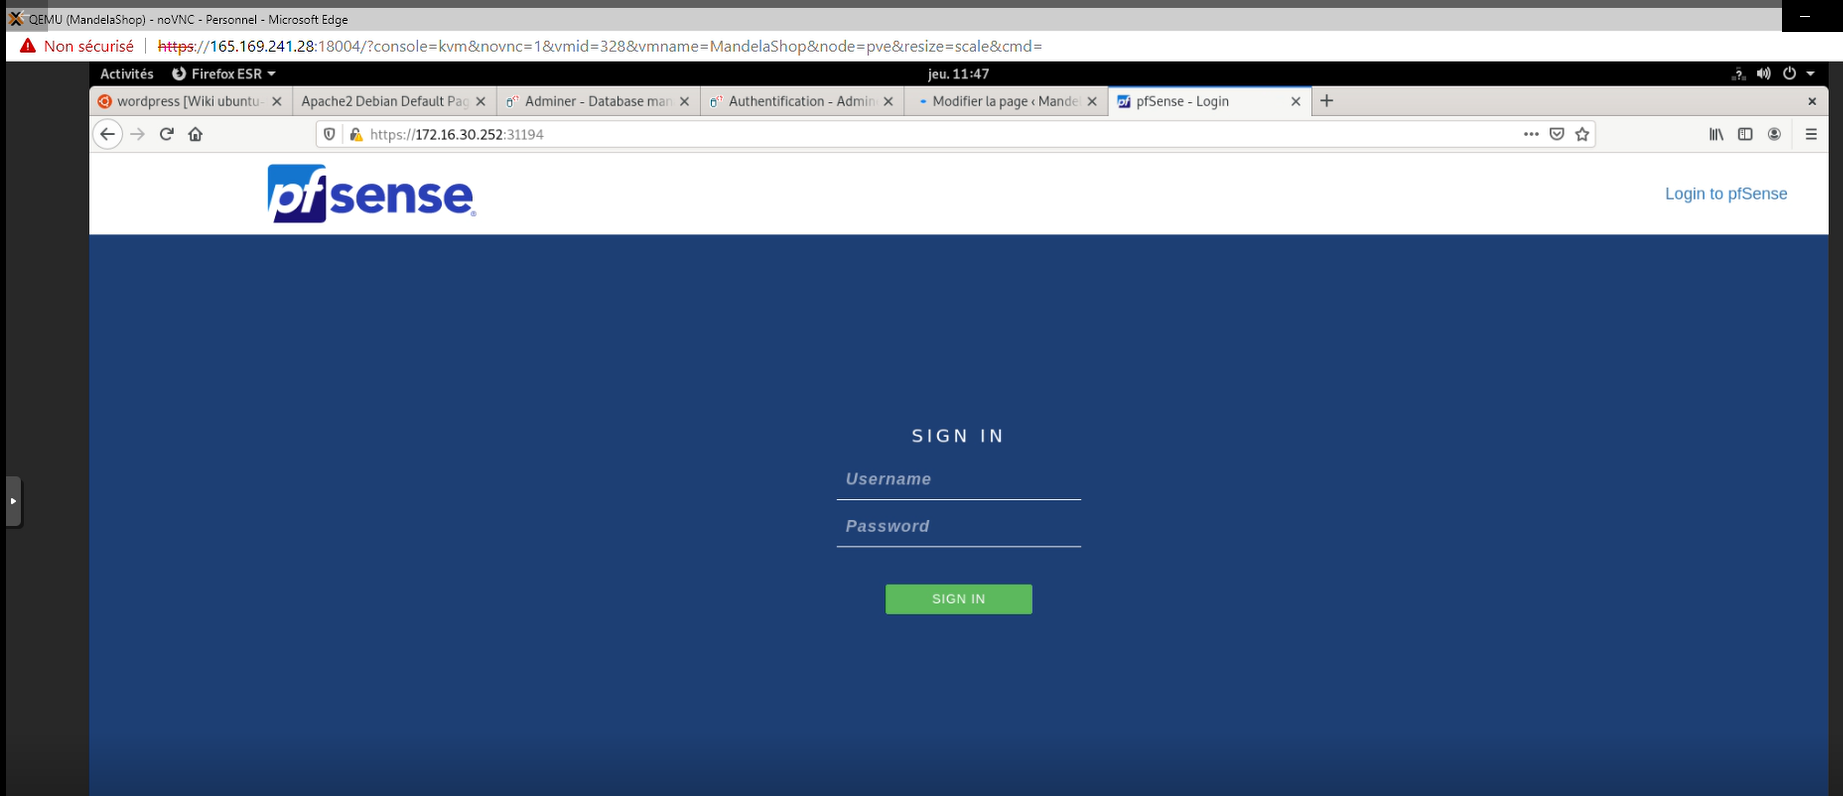 QEMU (MandelaShop) - noVNC - Personnel - Microsoft Edge
Non sécurisé https://165.169.241.28:18004/?console=kvm&novnc=1&vmid=328&vmname=MandelaShop&node=pve&resize=scale&cmd=
Activités Firefox ESR jeu. 11:47
wordpress [Wiki ubuntu- Apache2 Debian Default Pag Adminer - Database man Authentification - Admin Modifier la page ‹ Mande pfSense - Login
https://172.16.30.252:31194
pfsense Login to pfSense
SIGN IN
Username
Password
SIGN IN